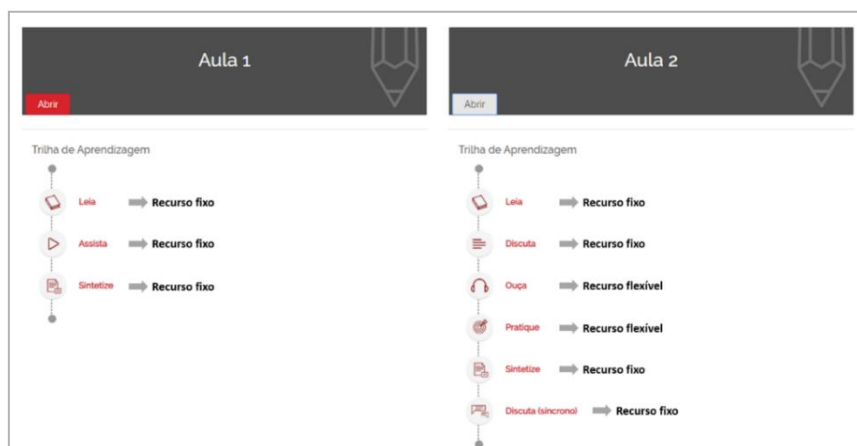 Aula 1
Abrir
Trilha de Aprendizagem
Leia Recurso fixo
Assista Recurso fixo
Sintetize Recurso fixo
Aula 2
Abrir
Trilha de Aprendizagem
Leia Recurso fixo
Discuta Recurso fixo
Ouça Recurso flexível
Pratique Recurso flexível
Sintetize Recurso fixo
Discuta (síncrono) Recurso fixo